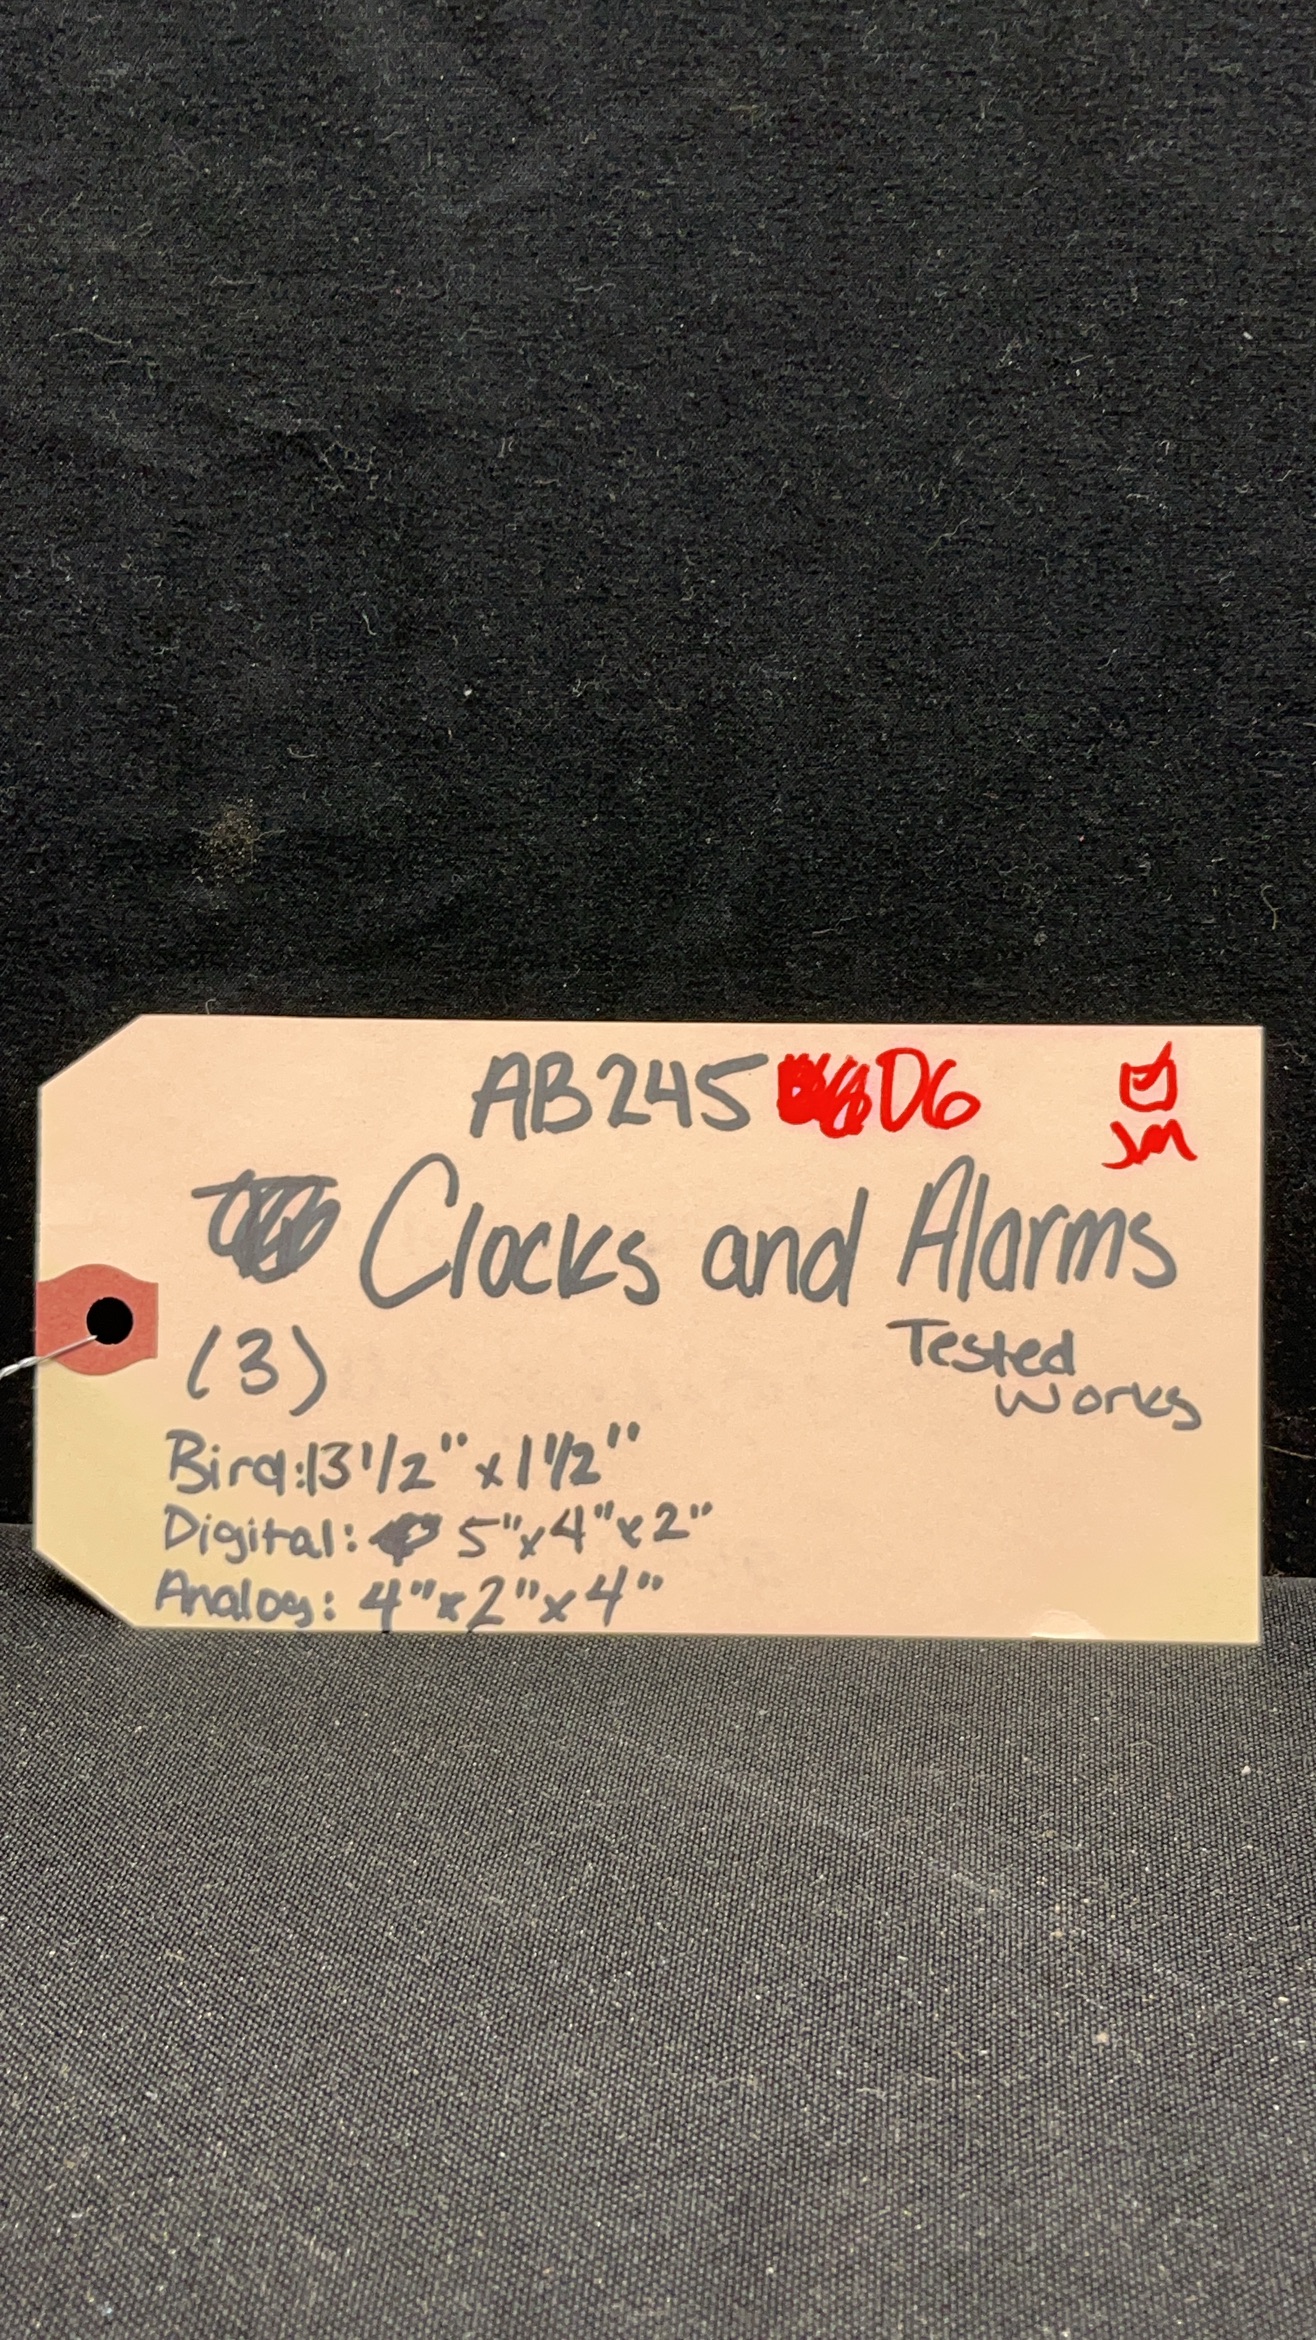 AB245 D6
JM
Clocks and Alarms
Tested
Works
(3)
Bird: 13 1/2" x 1 1/2"
Digital: 5" x 4" x 2"
Analog: 4" x 2" x 4"